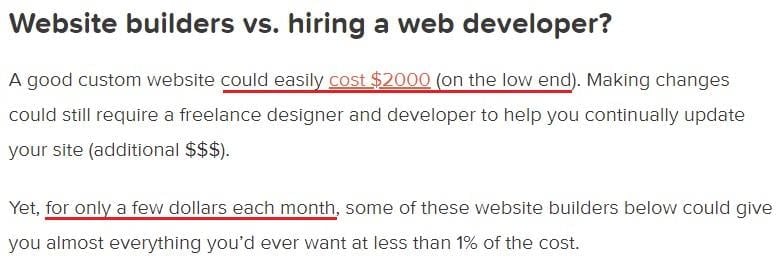 Website builders vs. hiring a web developer?
A good custom website could easily cost $2000 (on the low end). Making changes
could still require a freelance designer and developer to help you continually update
your site (additional $$$).
Yet, for only a few dollars each month, some of these website builders below could give
you almost everything you’d ever want at less than 1% of the cost.